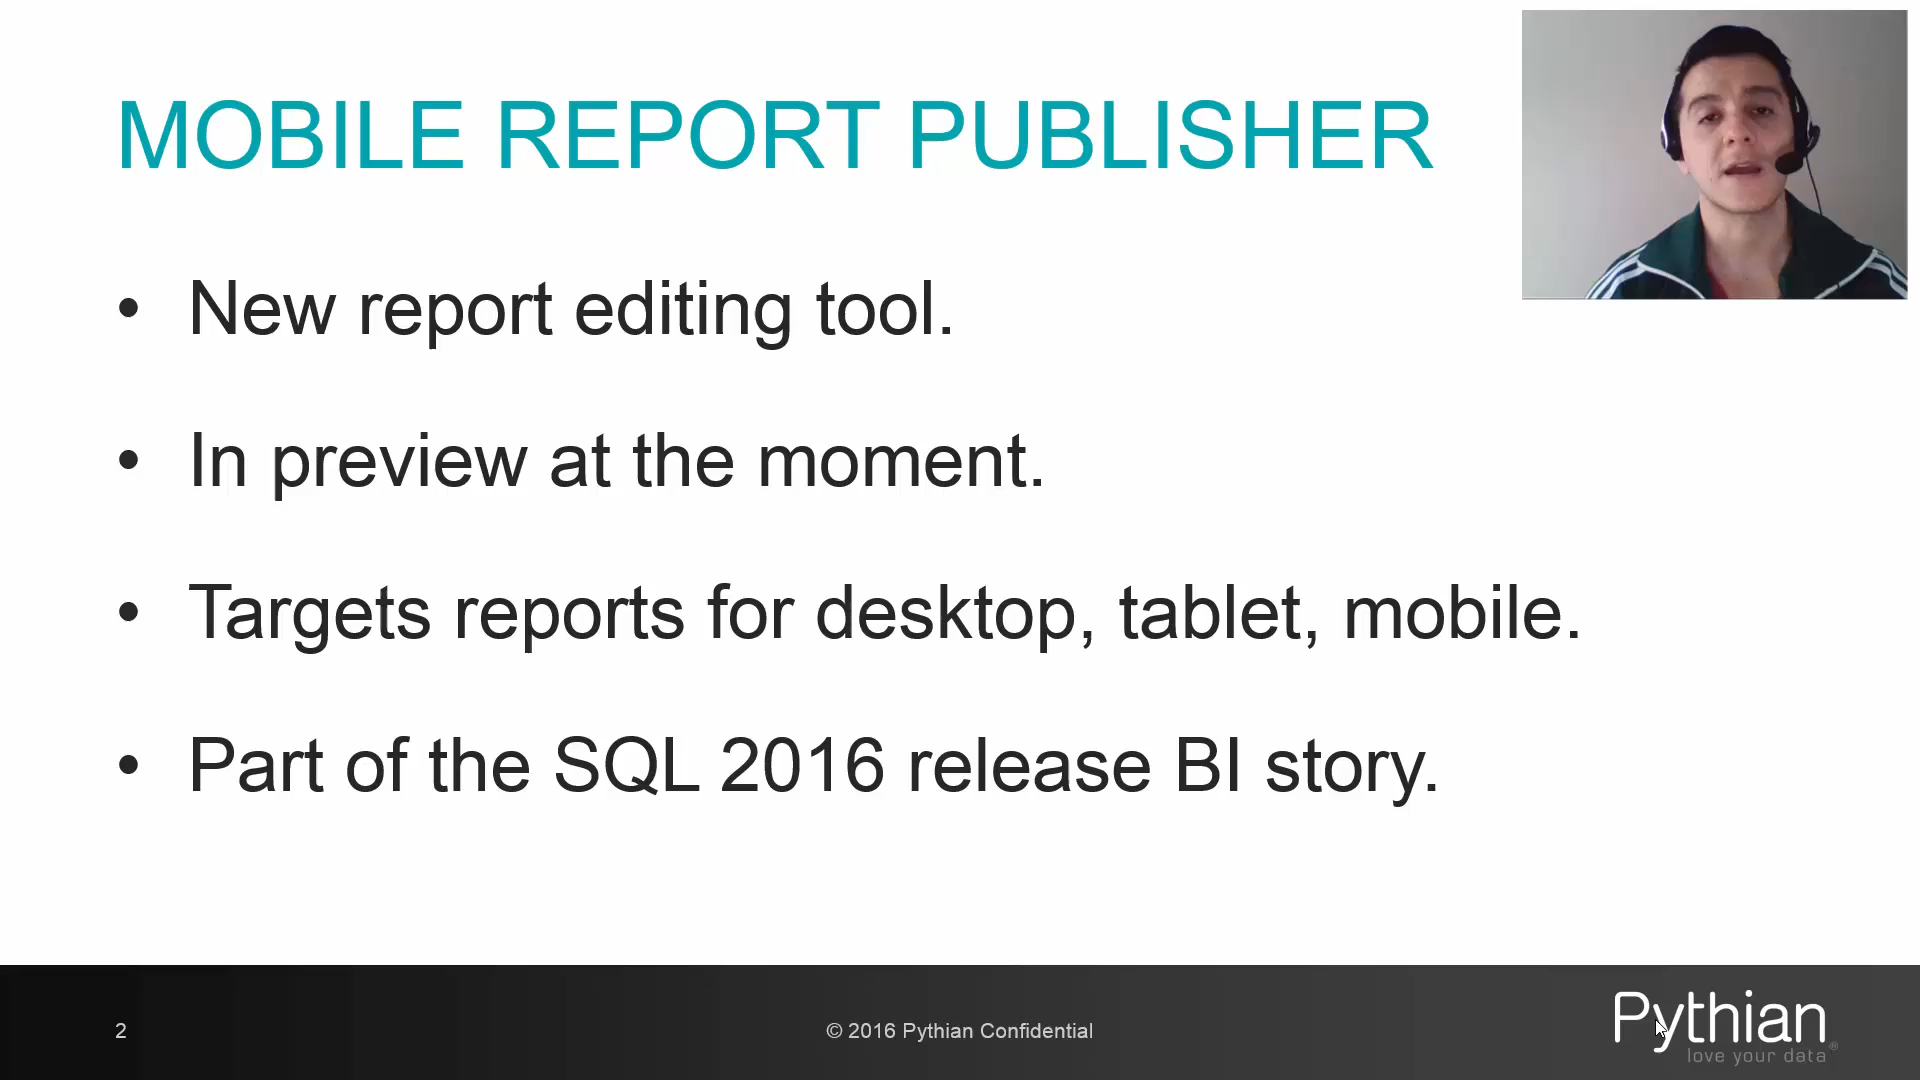 MOBILE REPORT PUBLISHER
• New report editing tool.
• In preview at the moment.
• Targets reports for desktop, tablet, mobile.
• Part of the SQL 2016 release BI story.
2
© 2016 Pythian Confidential
Pythian
love your data®